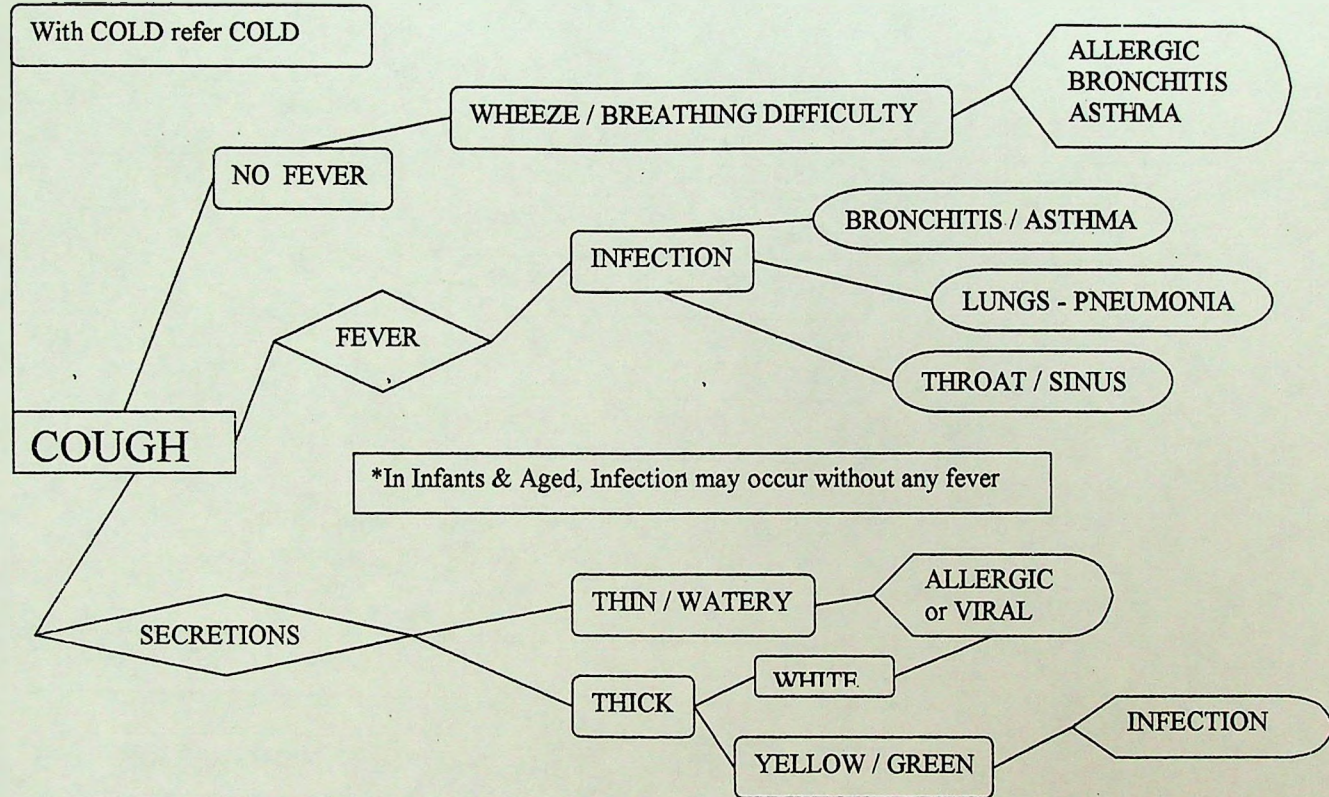 With COLD refer COLD
ALLERGIC
BRONCHITIS
ASTHMA
WHEEZE / BREATHING DIFFICULTY
NO FEVER
BRONCHITIS / ASTHMA
INFECTION
LUNGS - PNEUMONIA
FEVER
THROAT / SINUS
COUGH
*In Infants & Aged, Infection may occur without any fever
ALLERGIC
or VIRAL
THIN / WATERY
SECRETIONS
WHITE
THICK
INFECTION
YELLOW / GREEN